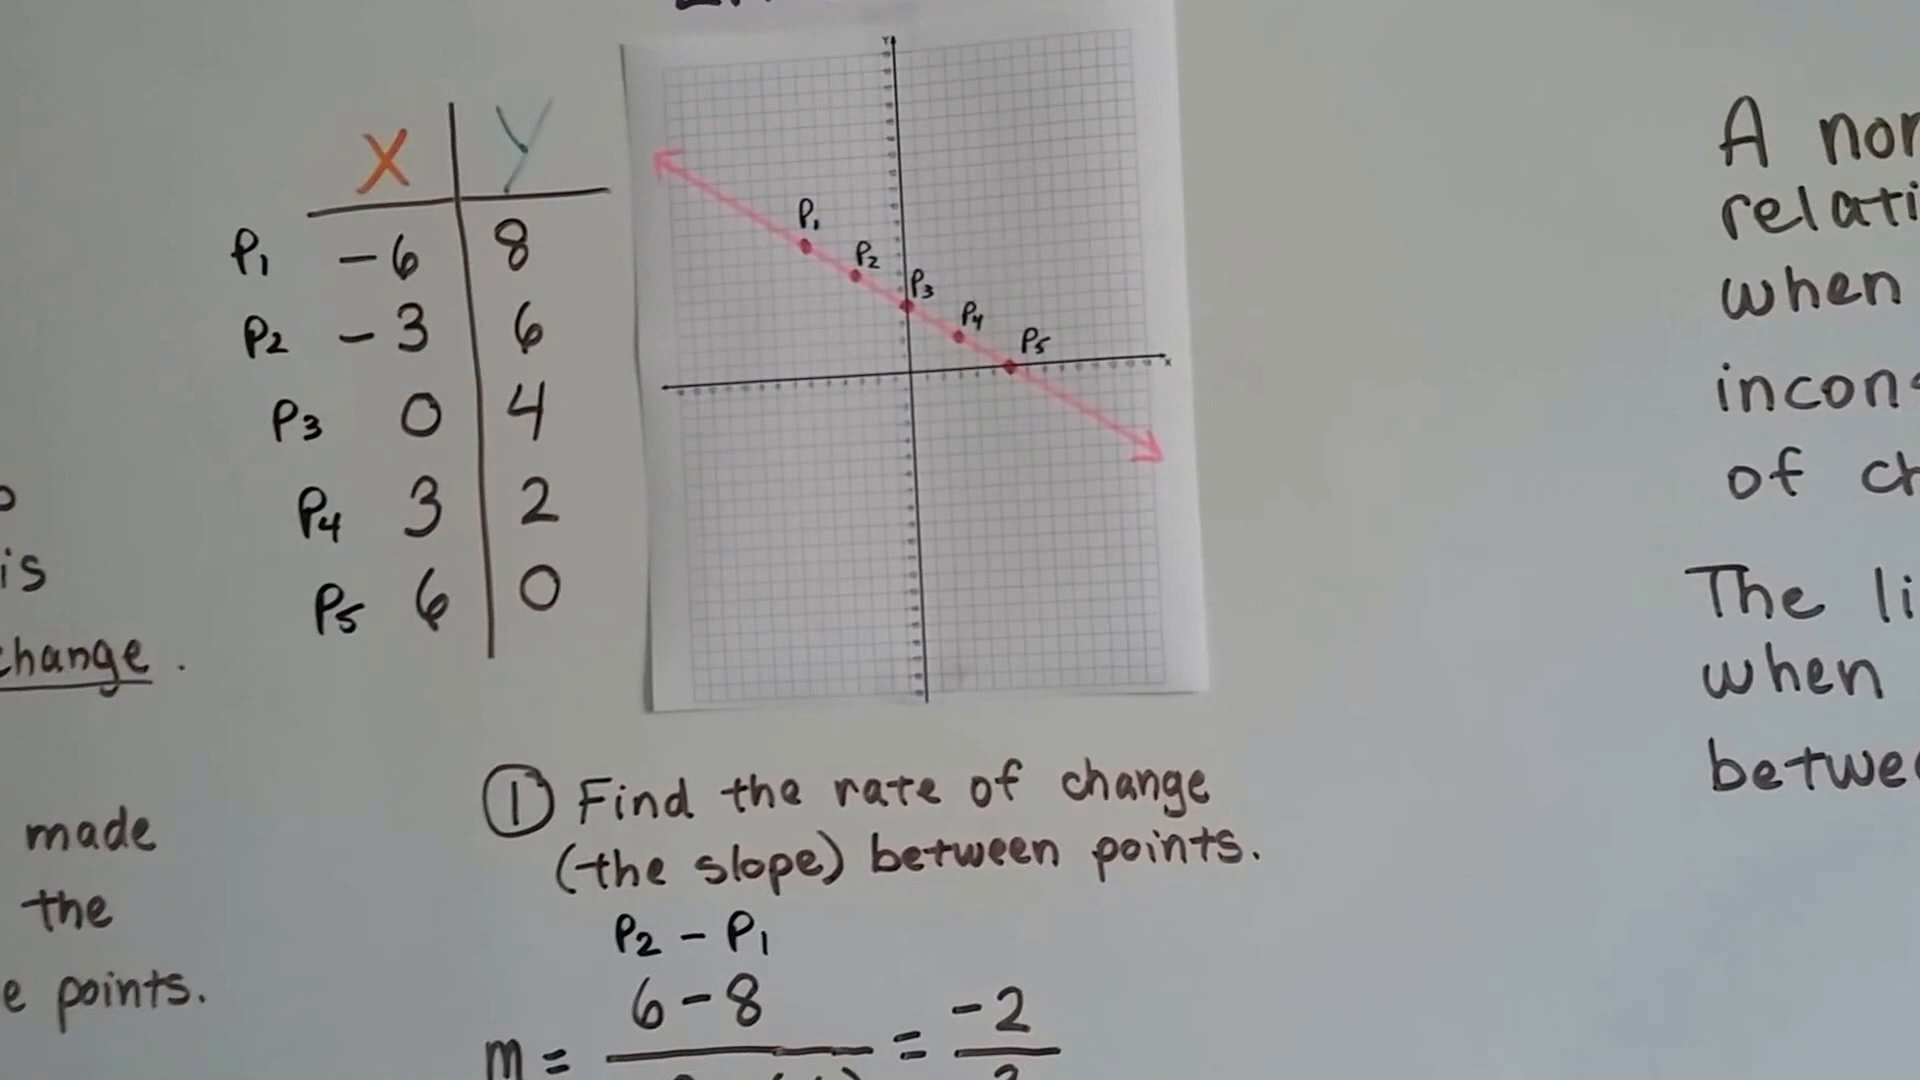 X Y
P1 -6 8
P2 -3 6
P3 0 4
P4 3 2
P5 6 0
Y
P1
P2
P3
P4
P5
X
① Find the rate of change
(the slope) between points.
P2 - P1
6-8
m = = -2
is
change.
made
the
e points.
A
relati
when
incon
of
The li
when
betwe